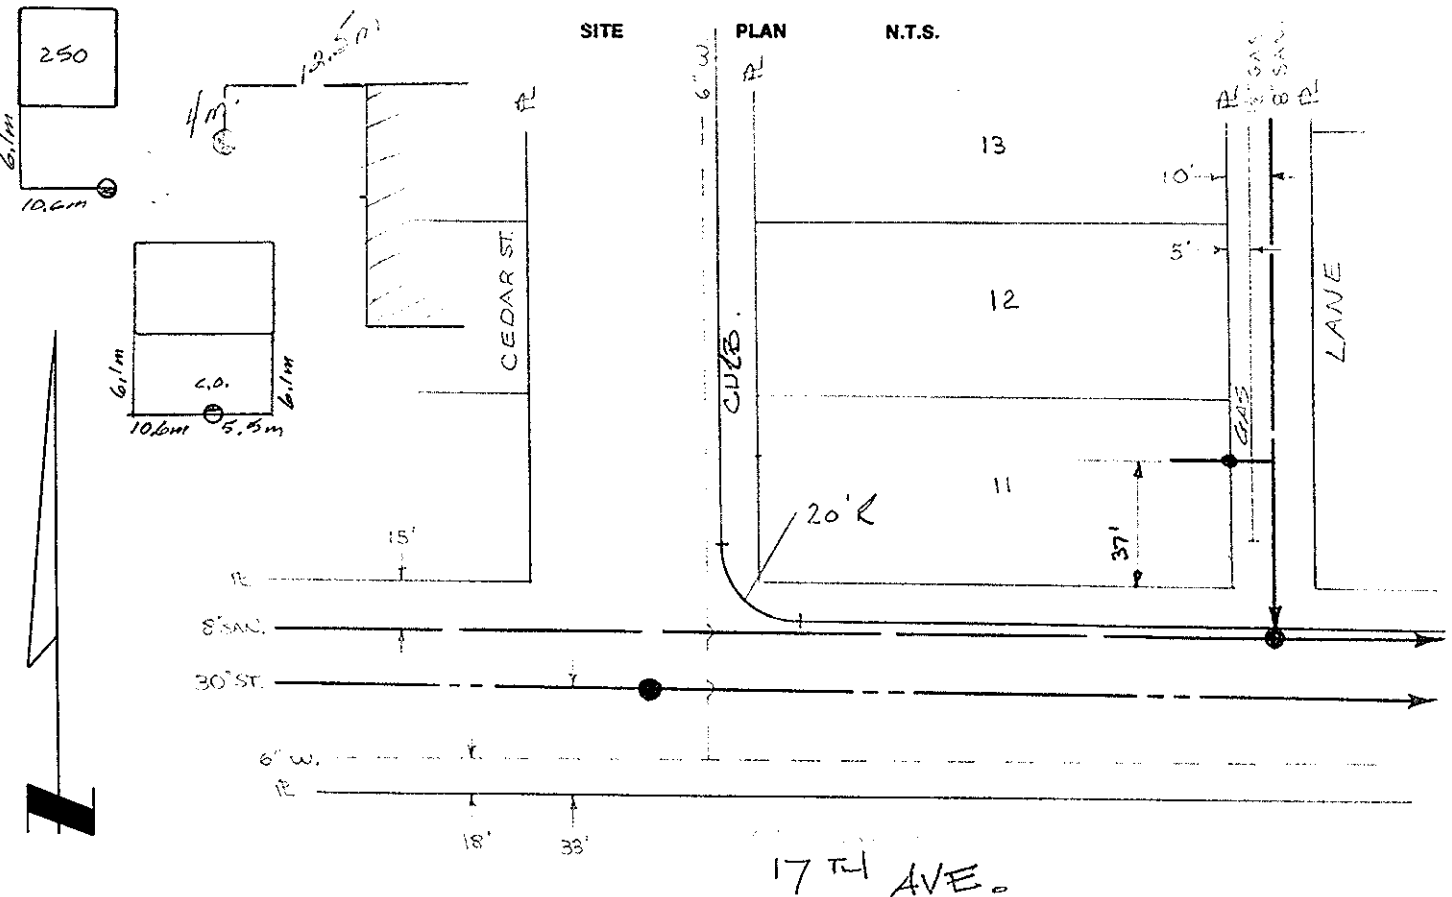 SITE PLAN N.T.S.
250
6.1m
10.6m
12.5m
4m
W
6.1m
C.O.
6.1m
10.6m
5.5m
CEDAR ST.
6" W.
CURB.
13
12
11
20'R
10'
5'
GAS
8" SAN.
GAS
LANE
37'
15'
8" SAN.
30" ST.
6" W.
18'
33'
17TH AVE.